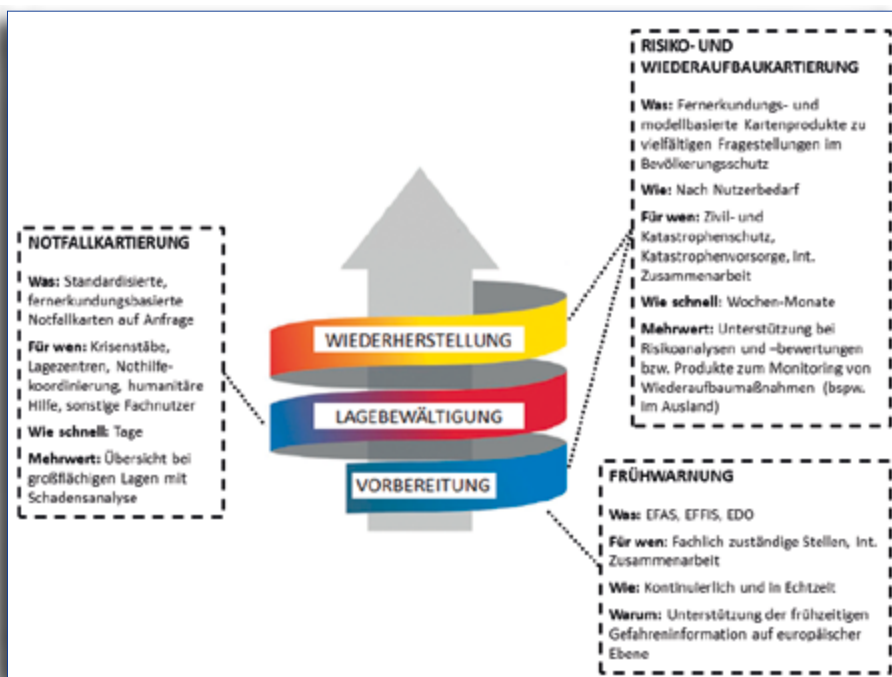 NOTFALLKARTIERUNG
Was: Standardisierte,
fernerkundungsbasierte
Notfallkarten auf Anfrage
Für wen: Krisenstäbe,
Lagezentren, Nothilfe-
koordinierung, humanitäre
Hilfe, sonstige Fachnutzer
Wie schnell: Tage
Mehrwert: Übersicht bei
großflächigen Lagen mit
Schadensanalyse
WIEDERHERSTELLUNG
LAGEBEWÄLTIGUNG
VORBEREITUNG
RISIKO- UND
WIEDERAUFBAUKARTIERUNG
Was: Fernerkundungs- und
modellbasierte Kartenprodukte zu
vielfältigen Fragestellungen im
Bevölkerungsschutz
Wie: Nach Nutzerbedarf
Für wen: Zivil- und
Katastrophenschutz,
Katastrophenvorsorge, Int.
Zusammenarbeit
Wie schnell: Wochen-Monate
Mehrwert: Unterstützung bei
Risikoanalysen und –bewertungen
bzw. Produkte zum Monitoring von
Wiederaufbaumaßnahmen (bspw.
im Ausland)
FRÜHWARNUNG
Was: EFAS, EFFIS, EDO
Für wen: Fachlich zuständige Stellen, Int.
Zusammenarbeit
Wie: Kontinuierlich und in Echtzeit
Warum: Unterstützung der frühzeitigen
Gefahreninformation auf europäischer
Ebene